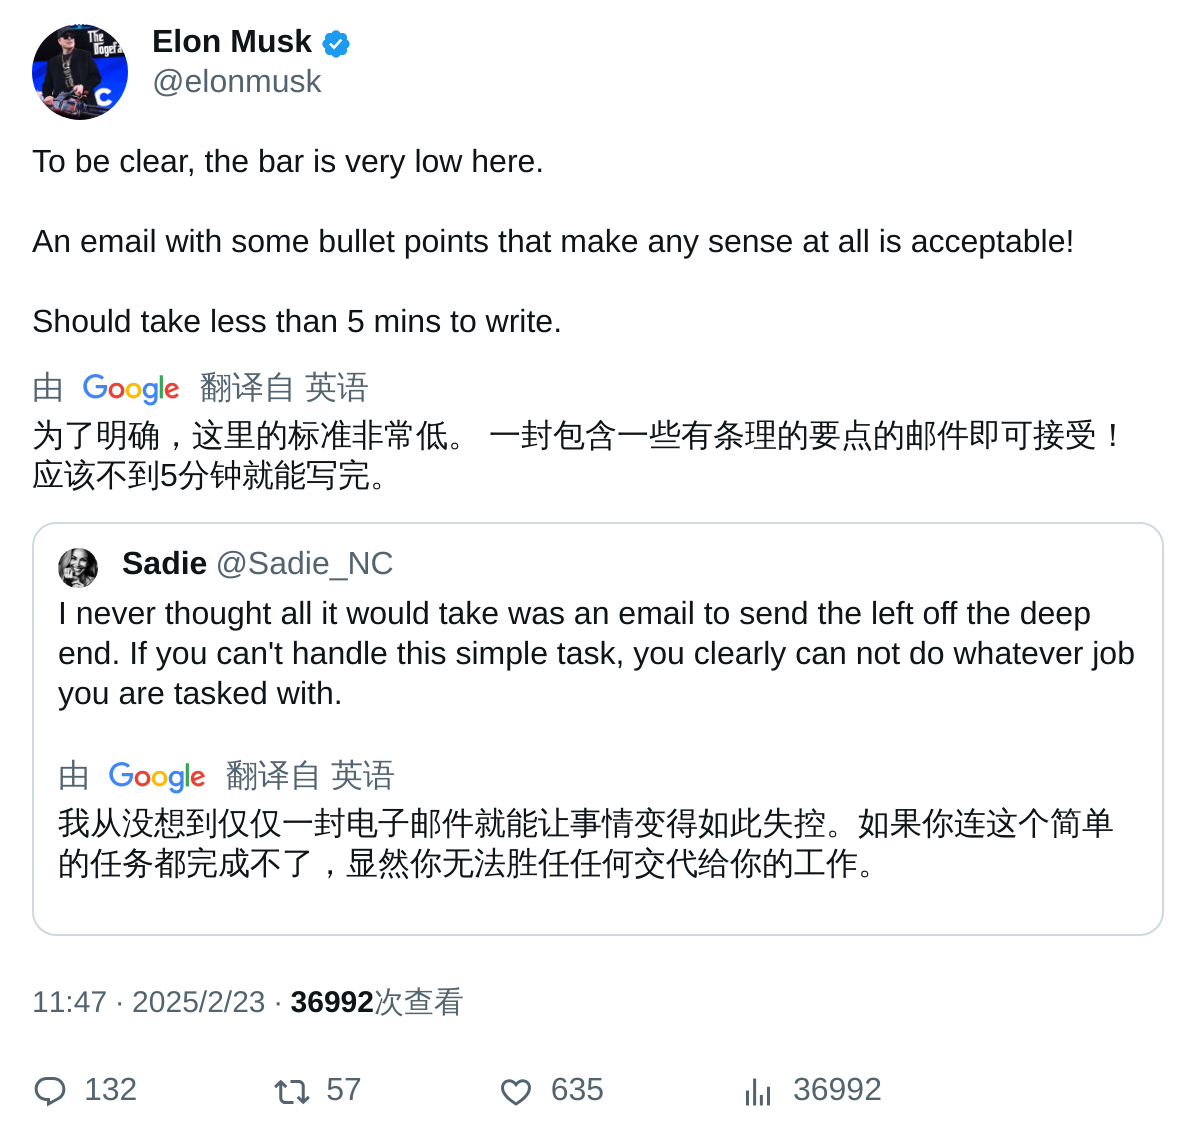 The
Dogefa
C
Elon Musk
@elonmusk
To be clear, the bar is very low here.
An email with some bullet points that make any sense at all is acceptable!
Should take less than 5 mins to write.
由 Google 翻译自 英语
为了明确，这里的标准非常低。 一封包含一些有条理的要点的邮件即可接受！
应该不到5分钟就能写完。
Sadie @Sadie_NC
I never thought all it would take was an email to send the left off the deep
end. If you can't handle this simple task, you clearly can not do whatever job
you are tasked with.
由 Google 翻译自 英语
我从没想到仅仅一封电子邮件就能让事情变得如此失控。如果你连这个简单
的任务都完成不了，显然你无法胜任任何交代给你的工作。
11:47 · 2025/2/23 · 36992次查看
132 57 635 36992